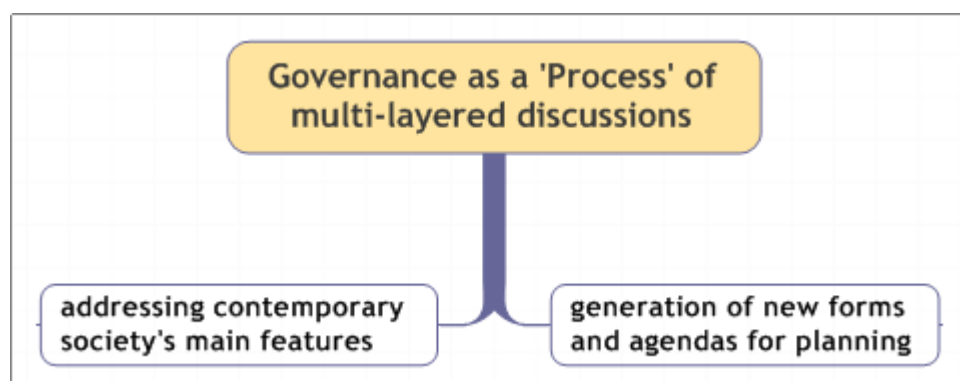 Governance as a 'Process' of
multi-layered discussions
addressing contemporary
society's main features
generation of new forms
and agendas for planning